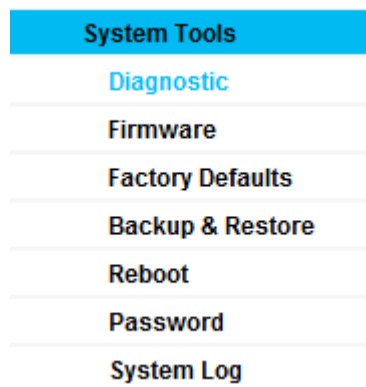 System Tools
Diagnostic
Firmware
Factory Defaults
Backup & Restore
Reboot
Password
System Log